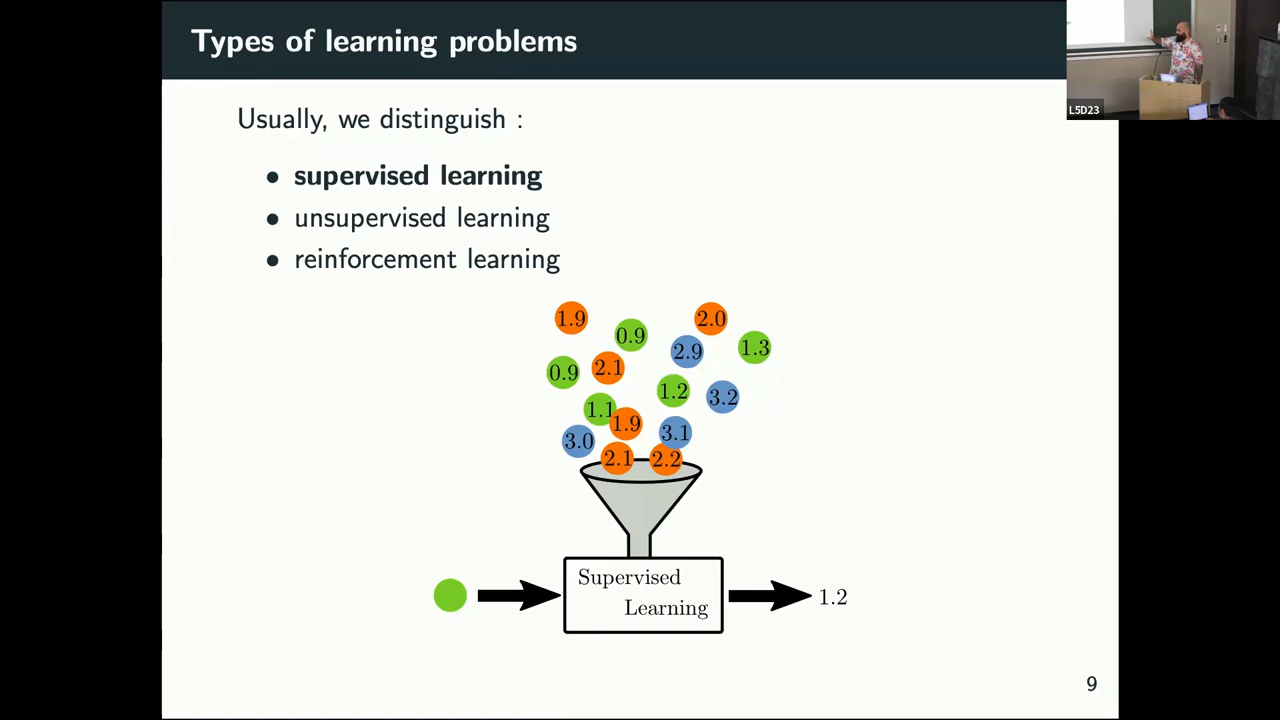 Types of learning problems
L5D23
Usually, we distinguish :
• supervised learning
• unsupervised learning
• reinforcement learning
1.9
2.0
0.9
1.3
2.9
2.1
0.9
1.2
3.2
1.1
1.9
3.1
3.0
2.1
2.2
Supervised
Learning
1.2
9